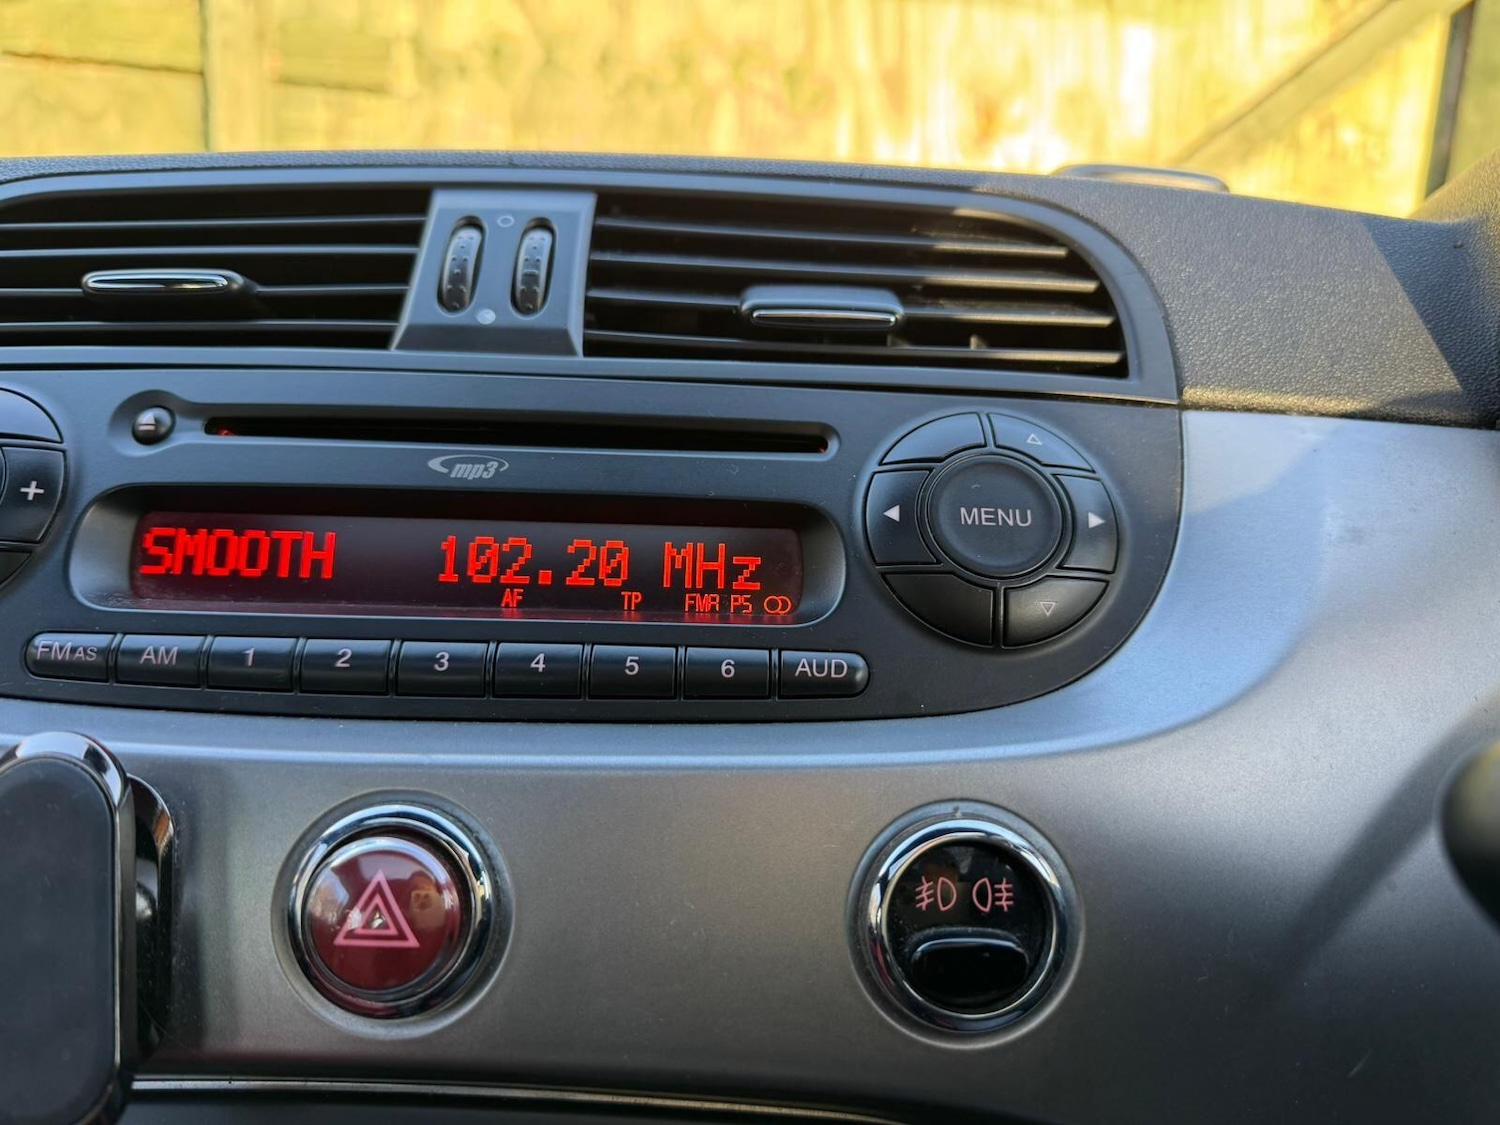 +
mp3
SMOOTH 102.20 MHz
AF TP FMA PS
MENU
FM AS AM 1 2 3 4 5 6 AUD